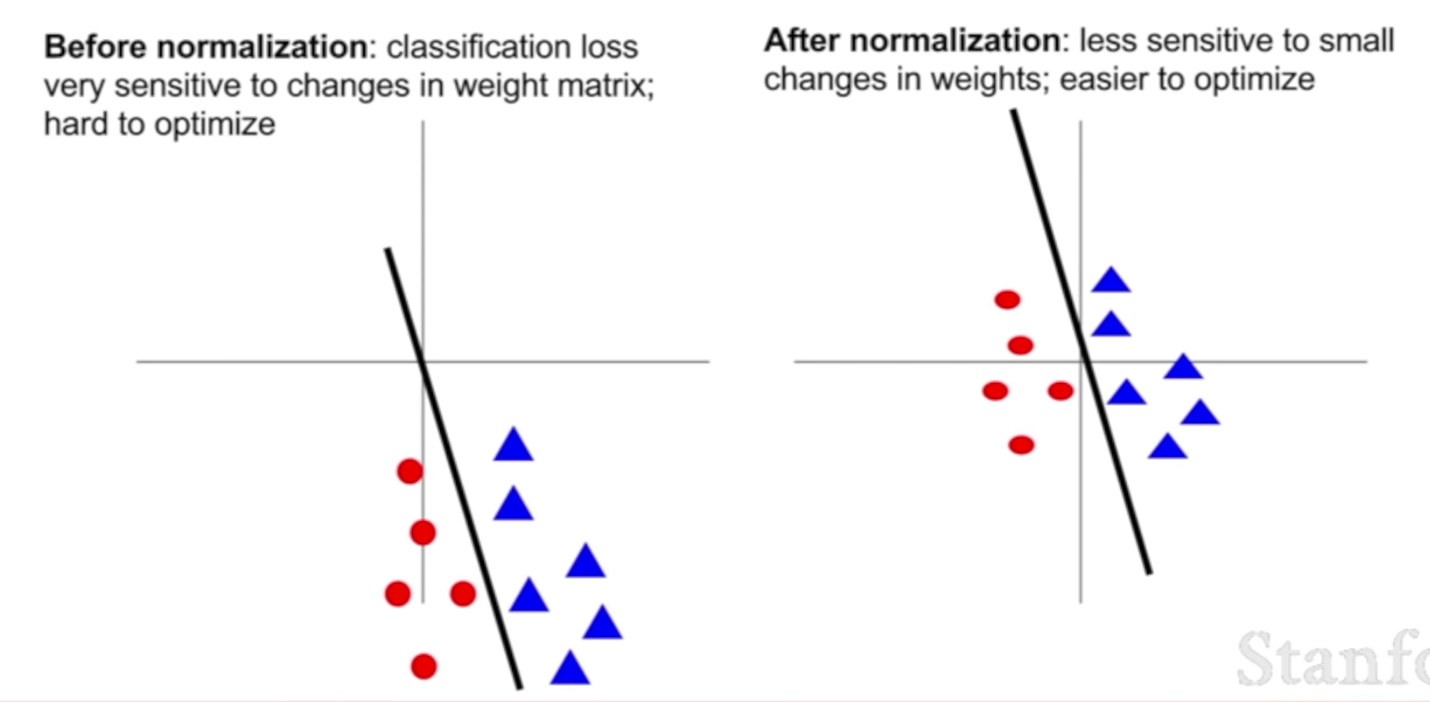 Before normalization: classification loss
very sensitive to changes in weight matrix;
hard to optimize
After normalization: less sensitive to small
changes in weights; easier to optimize
Stanfo